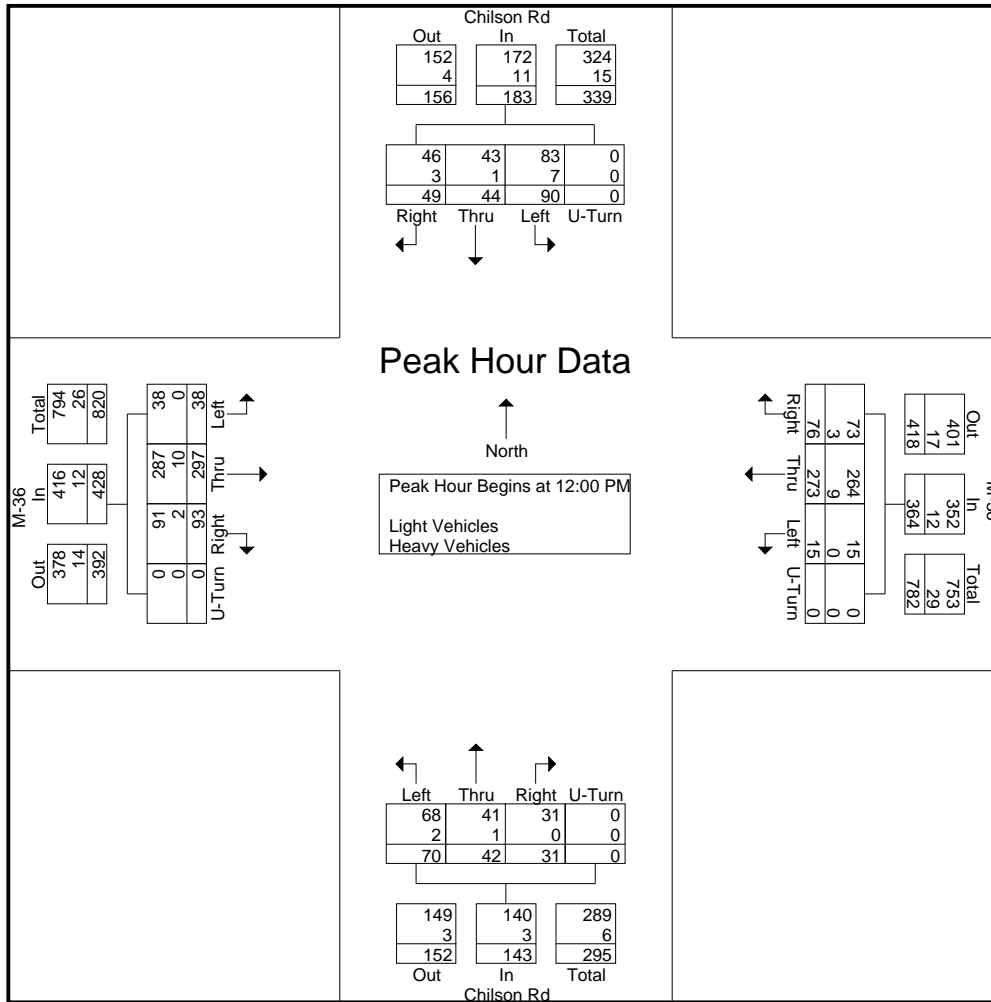 Chilson Rd
Out In Total
152 172 324
4 11 15
156 183 339
46 43 83 0
3 1 7 0
49 44 90 0
Right Thru Left U-Turn
Peak Hour Data
North
Peak Hour Begins at 12:00 PM
Light Vehicles
Heavy Vehicles
M-36
Total In Out
794 416 378
26 12 14
820 428 392
38 287 91 0
0 10 2 0
38 297 93 0
Left Thru Right U-Turn
Right Thru Left U-Turn
76 273 15 0
3 9 0 0
73 264 15 0
418 364 782
17 12 29
401 352 753
Out In Total
Left Thru Right U-Turn
68 41 31 0
2 1 0 0
70 42 31 0
149 140 289
3 3 6
152 143 295
Out In Total
Chilson Rd